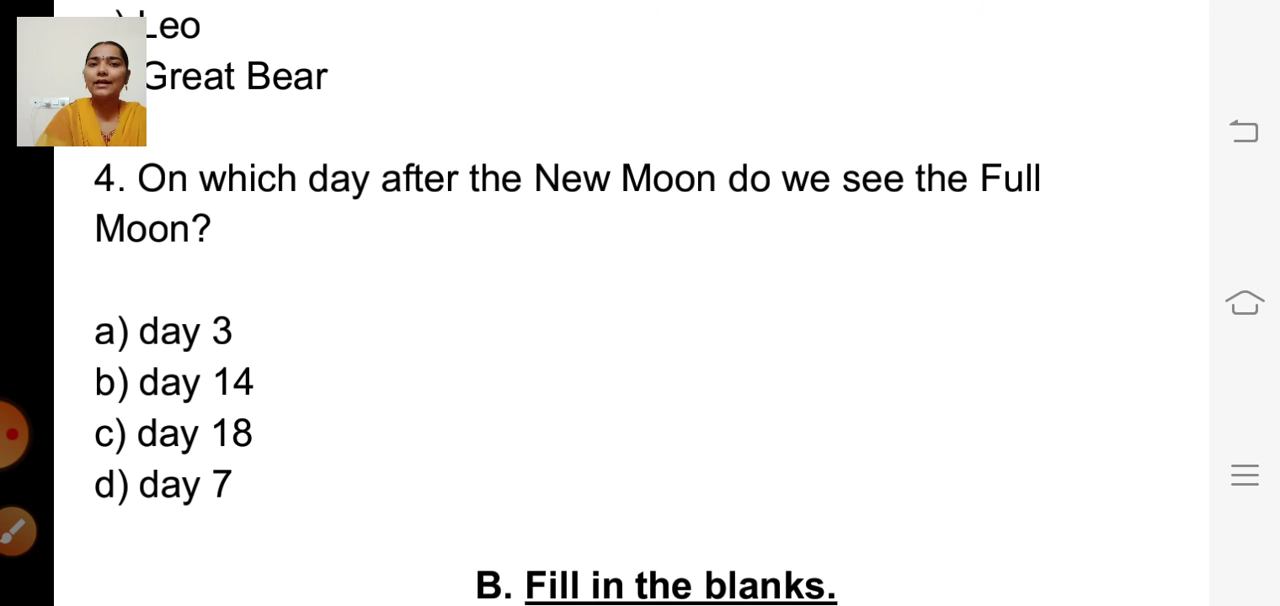 Leo
Great Bear
4. On which day after the New Moon do we see the Full
Moon?
a) day 3
b) day 14
c) day 18
d) day 7
B. Fill in the blanks.